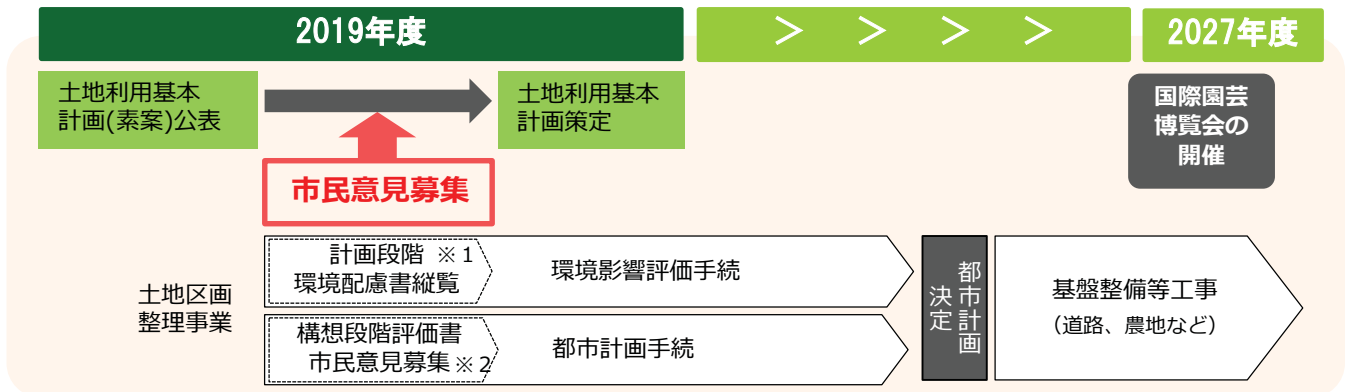 2019年度
＞ ＞ ＞ ＞
2027年度
土地利用基本
計画(素案)公表
土地利用基本
計画策定
国際園芸
博覧会の
開催
市民意見募集
土地区画
整理事業
計画段階 ※１
環境配慮書縦覧
環境影響評価手続
構想段階評価書
市民意見募集※２
都市計画手続
都市計画
決定
基盤整備等工事
（道路、農地など）